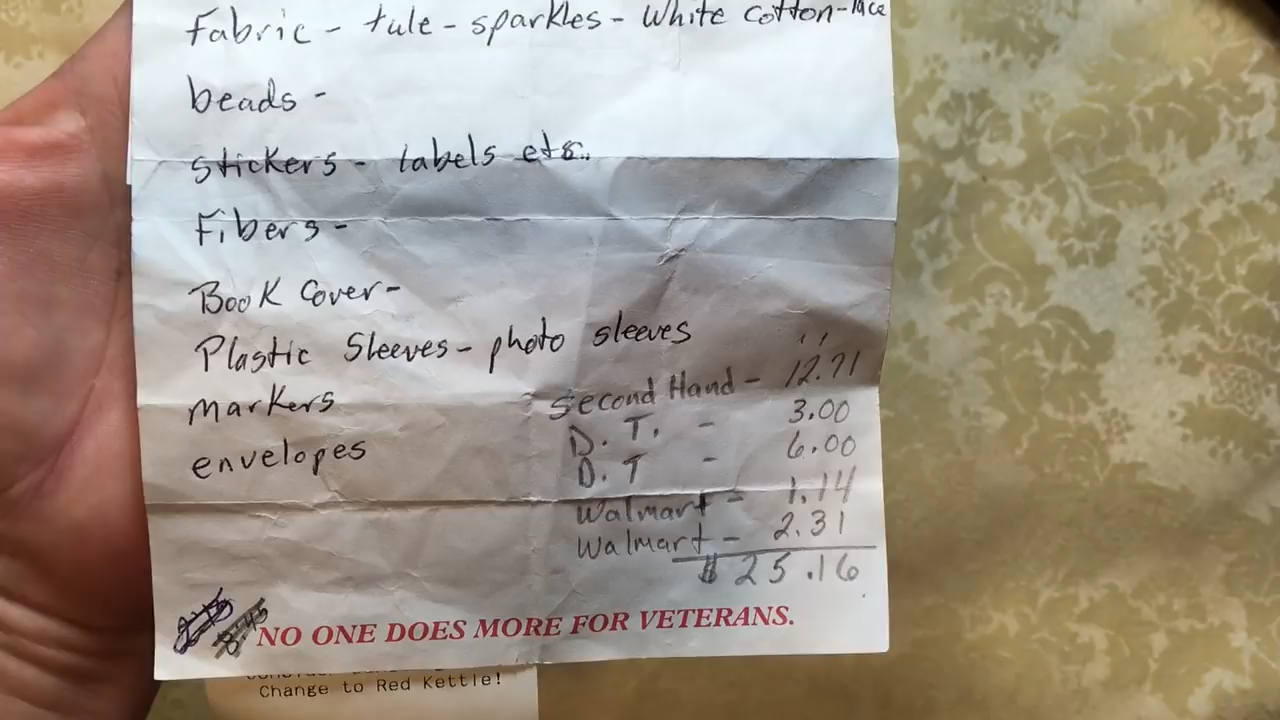 Fabric - tule - sparkles - White cotton - lace
beads -
stickers - labels etc.
Fibers -
Book Cover -
Plastic Sleeves - photo sleeves
markers
envelopes
Second Hand - 12.71
D. T. - 3.00
D. T - 6.00
Walmart - 1.14
Walmart - 2.31
$25.16
NO ONE DOES MORE FOR VETERANS.
Change to Red Kettle!